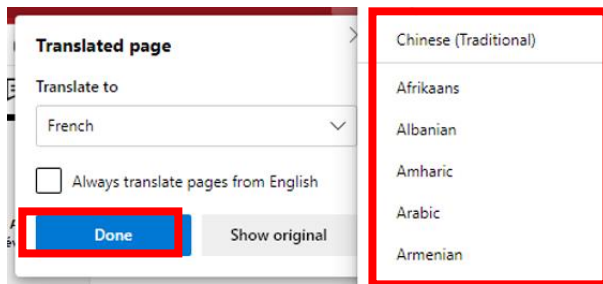 Translated page
Translate to
French
Always translate pages from English
Done
Show original
Chinese (Traditional)
Afrikaans
Albanian
Amharic
Arabic
Armenian